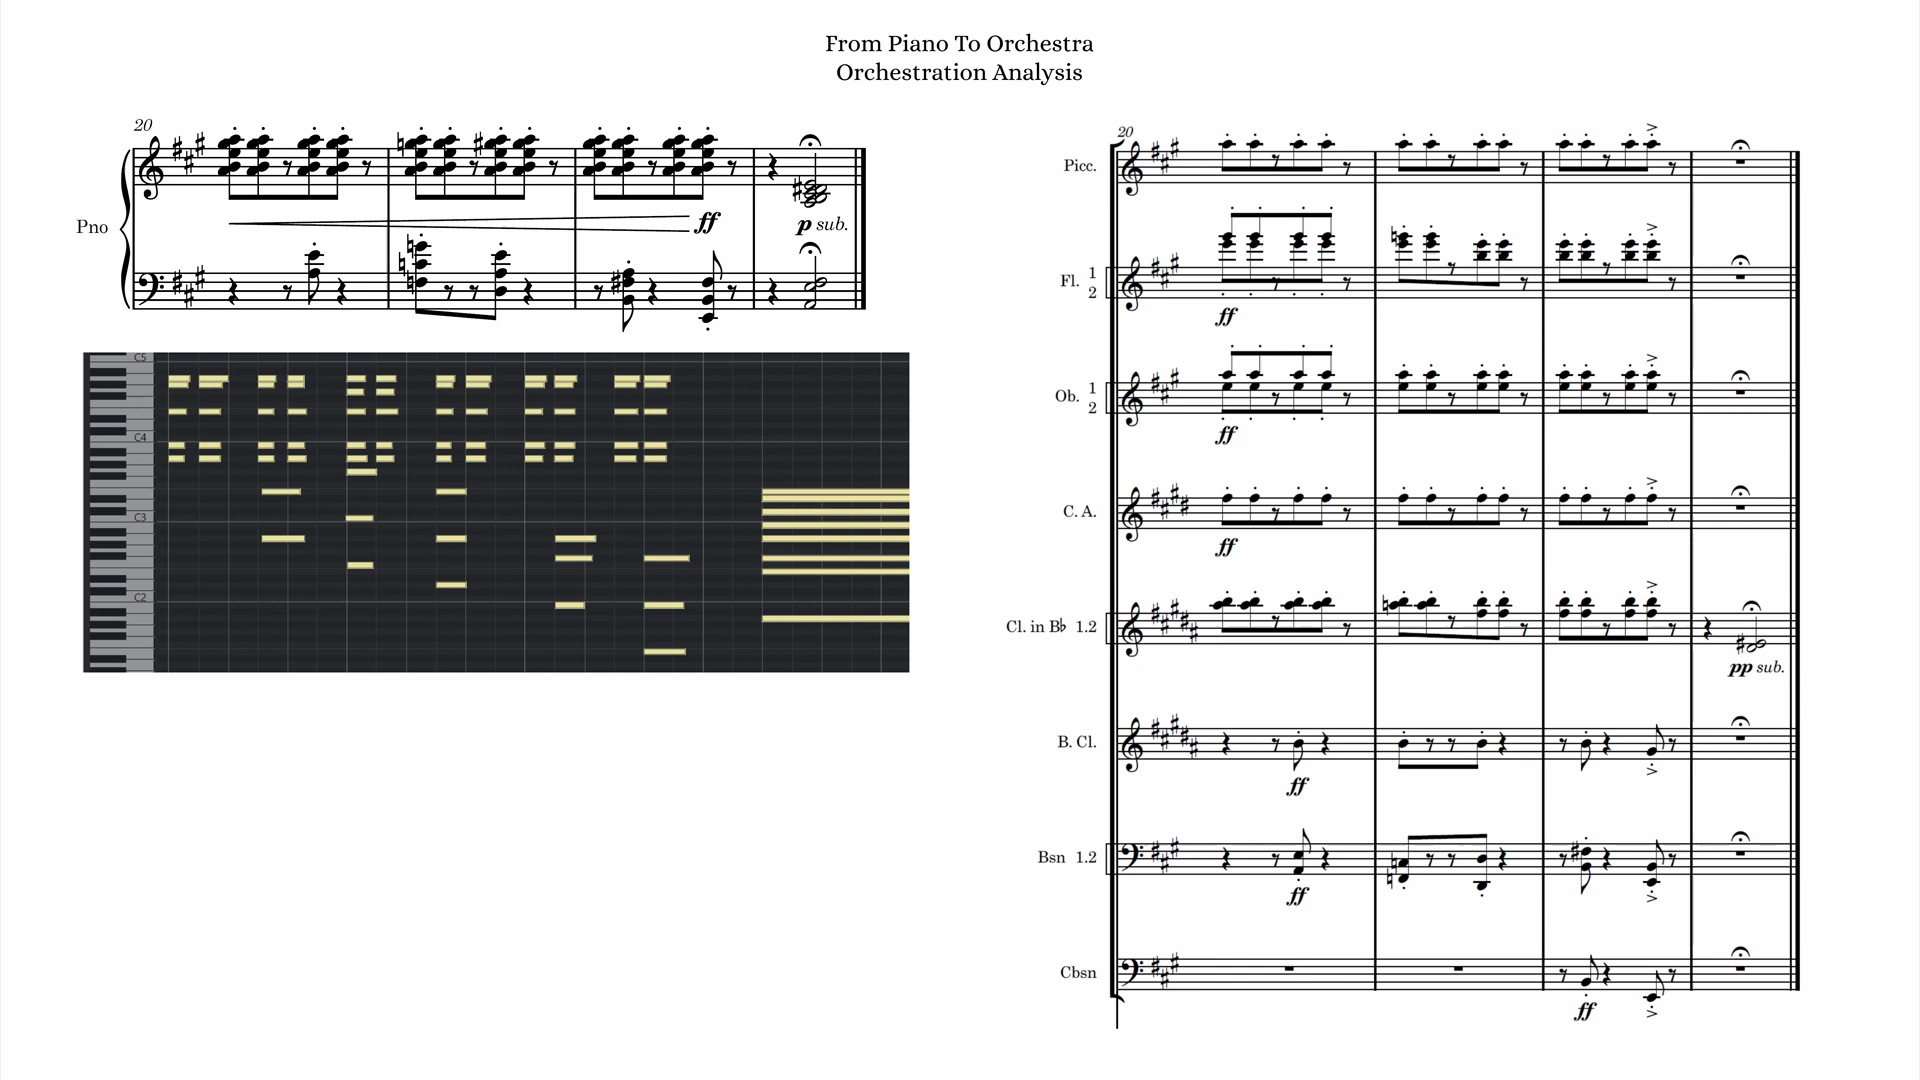 From Piano To Orchestra
Orchestration Analysis
20
Pno
ff
p sub.
C5
C4
C3
C2
20
Picc.
Fl. 1
2
ff
Ob. 1
2
ff
C. A.
ff
Cl. in B♭ 1.2
pp sub.
B. Cl.
ff
Bsn 1.2
ff
Cbsn
ff